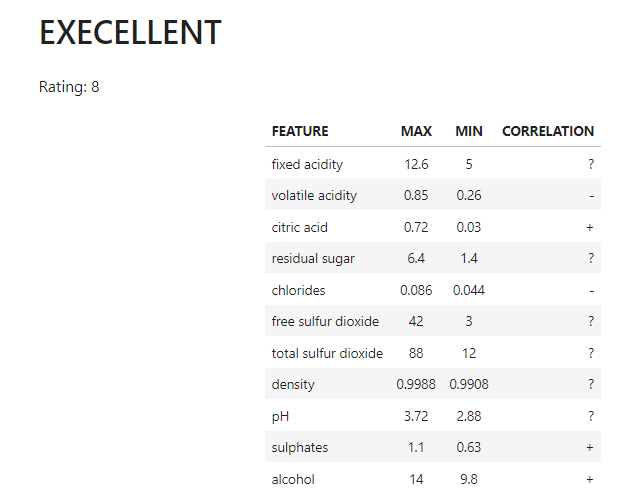 EXECELLENT
Rating: 8
FEATURE MAX MIN CORRELATION
fixed acidity 12.6 5 ?
volatile acidity 0.85 0.26 -
citric acid 0.72 0.03 +
residual sugar 6.4 1.4 ?
chlorides 0.086 0.044 -
free sulfur dioxide 42 3 ?
total sulfur dioxide 88 12 ?
density 0.9988 0.9908 ?
pH 3.72 2.88 ?
sulphates 1.1 0.63 +
alcohol 14 9.8 +